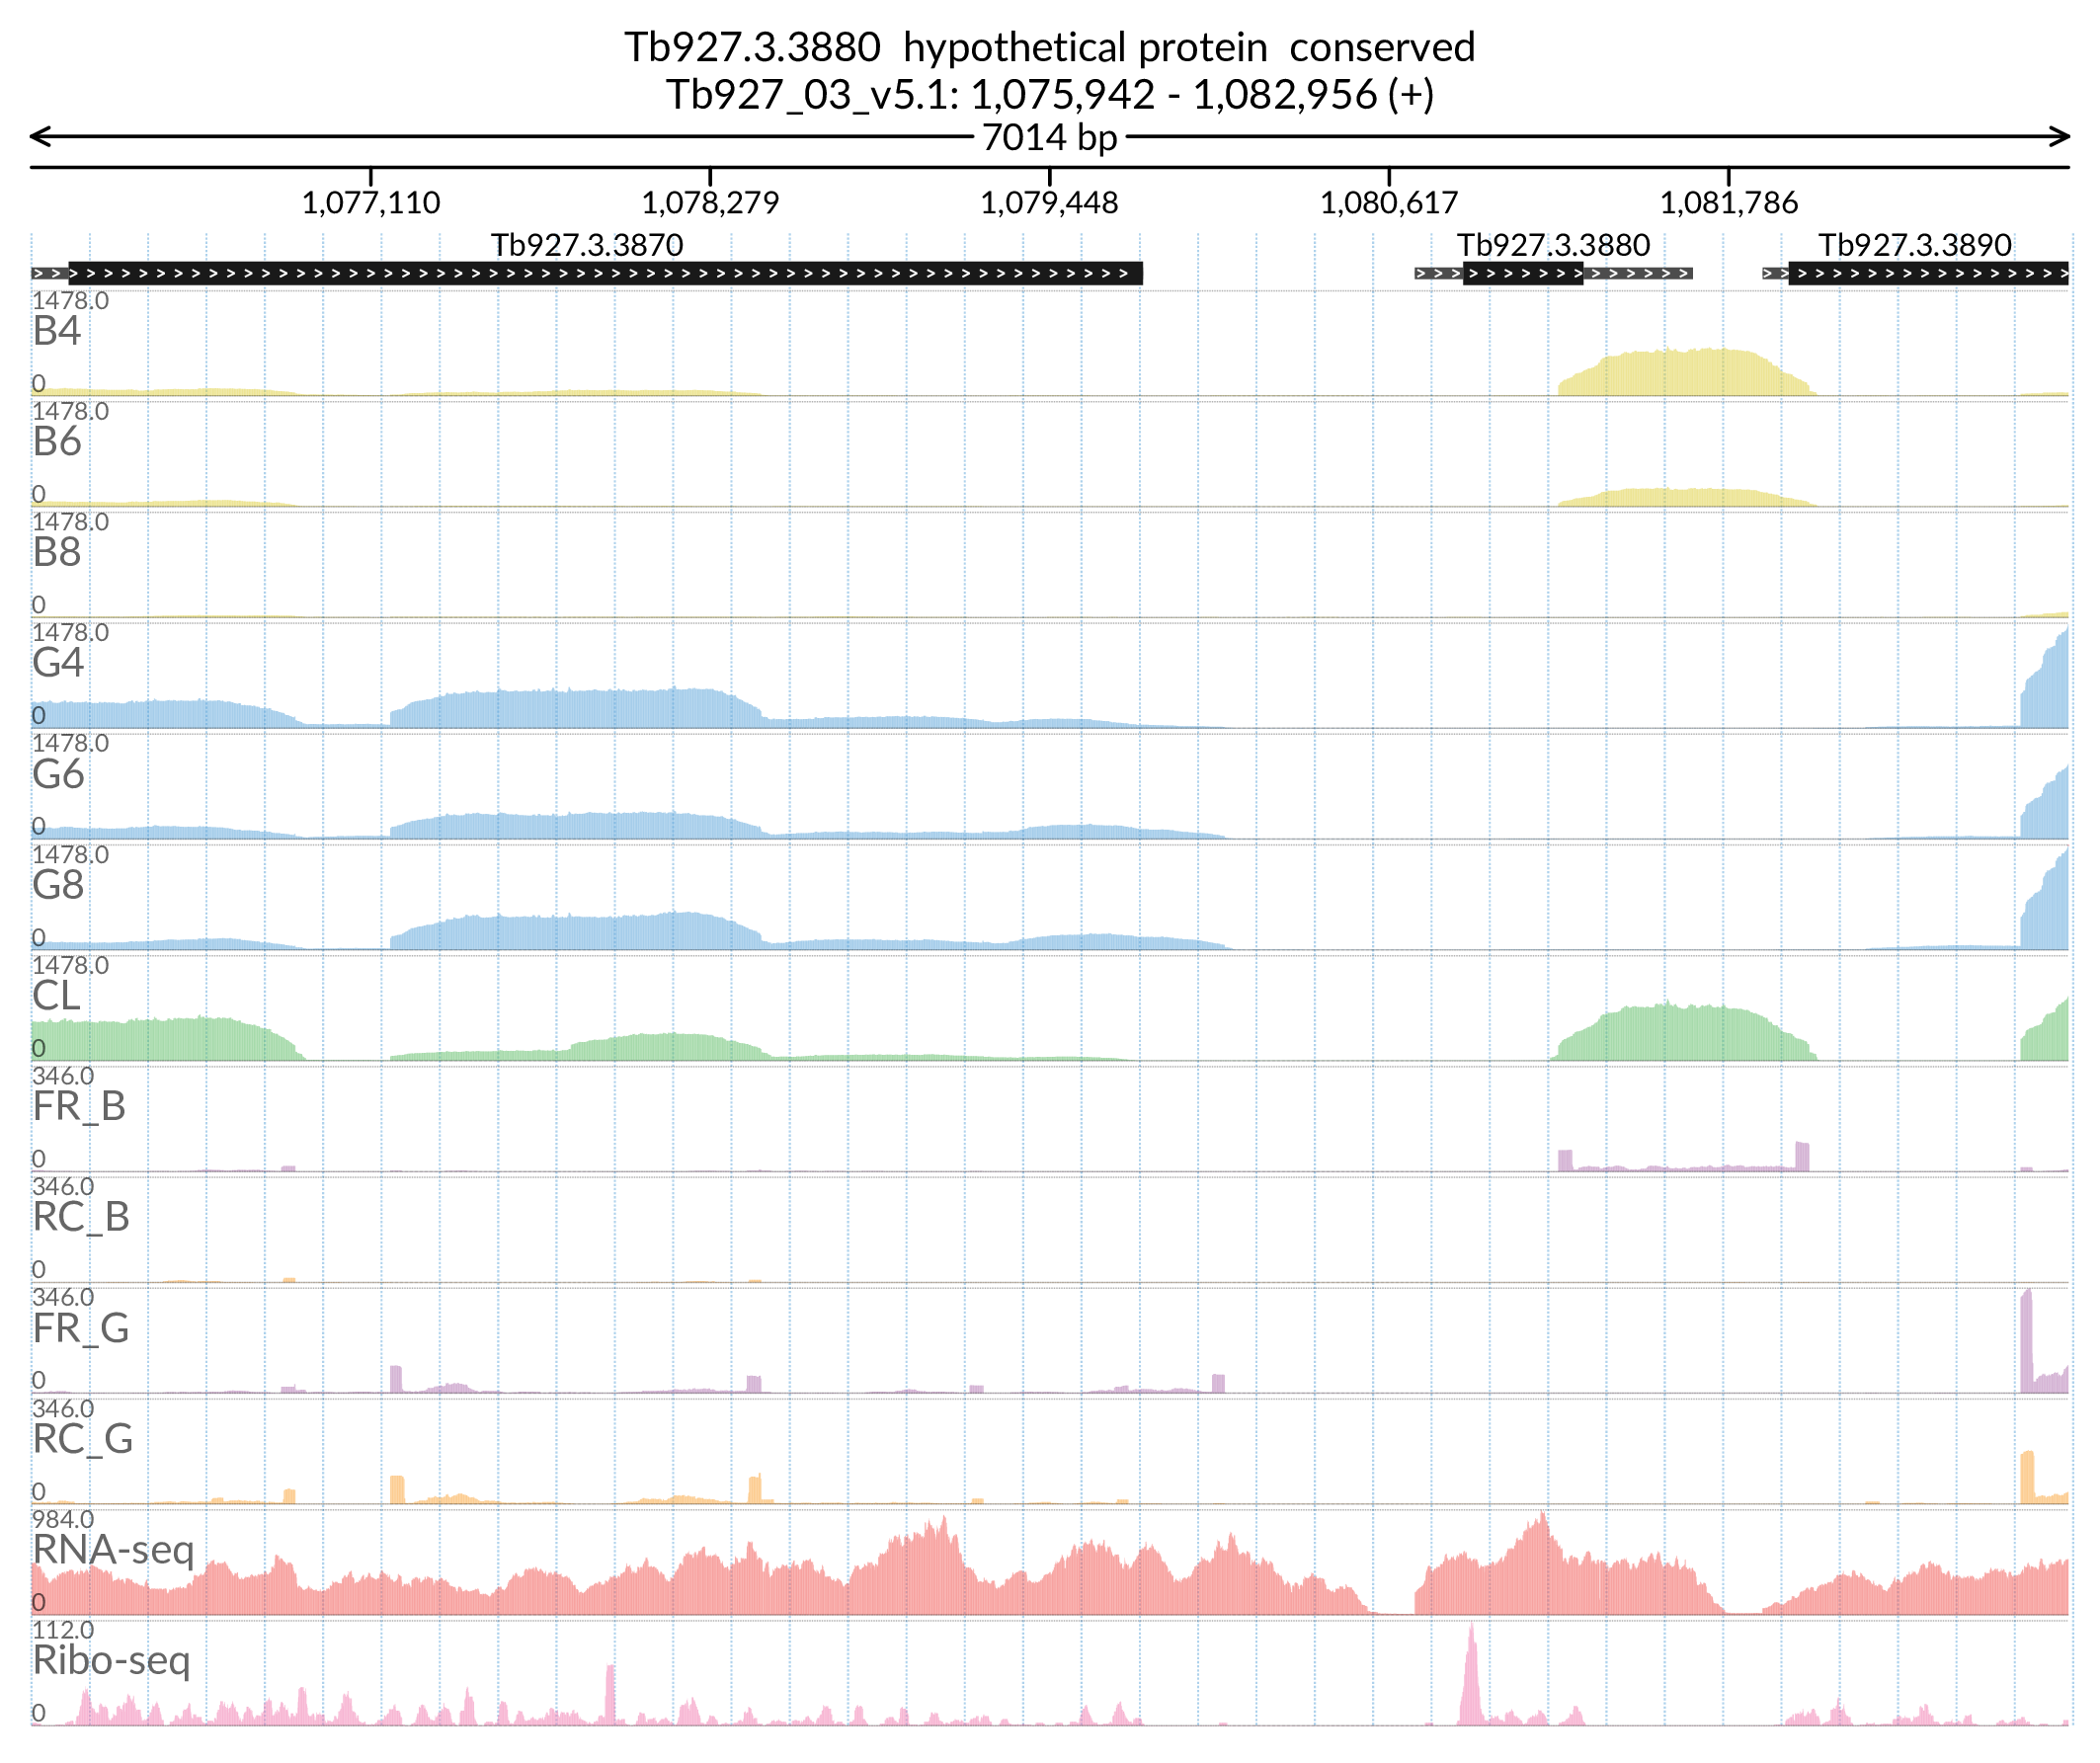 Tb927.3.3880  hypothetical protein  conserved
Tb927_03_v5.1: 1,075,942 - 1,082,956 (+)
7014 bp
1,077,110 1,078,279 1,079,448 1,080,617 1,081,786
Tb927.3.3870 Tb927.3.3880 Tb927.3.3890
1478.0
B4
0
1478.0
B6
0
1478.0
B8
0
1478.0
G4
0
1478.0
G6
0
1478.0
G8
0
1478.0
CL
0
346.0
FR_B
0
346.0
RC_B
0
346.0
FR_G
0
346.0
RC_G
0
984.0
RNA-seq
0
112.0
Ribo-seq
0